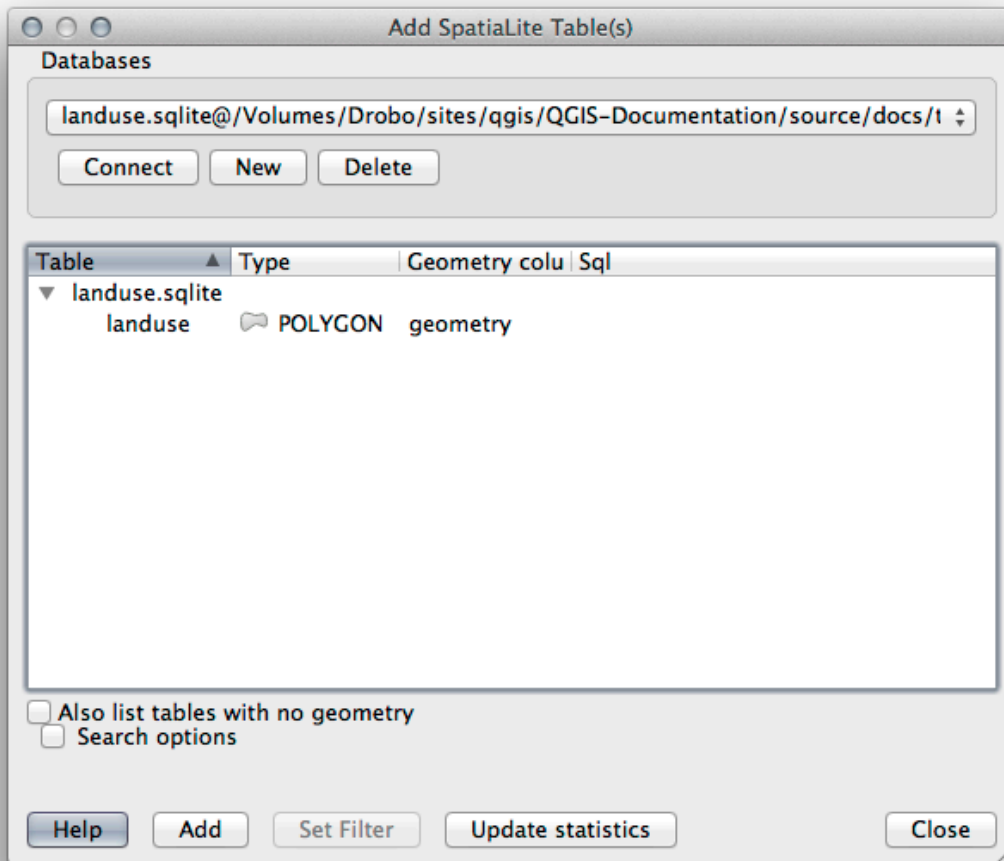 Add SpatiaLite Table(s)
Databases
landuse.sqlite@/Volumes/Drobo/sites/qgis/QGIS-Documentation/source/docs/t
Connect New Delete
Table Type Geometry colu Sql
landuse.sqlite
landuse POLYGON geometry
Also list tables with no geometry
Search options
Help Add Set Filter Update statistics Close